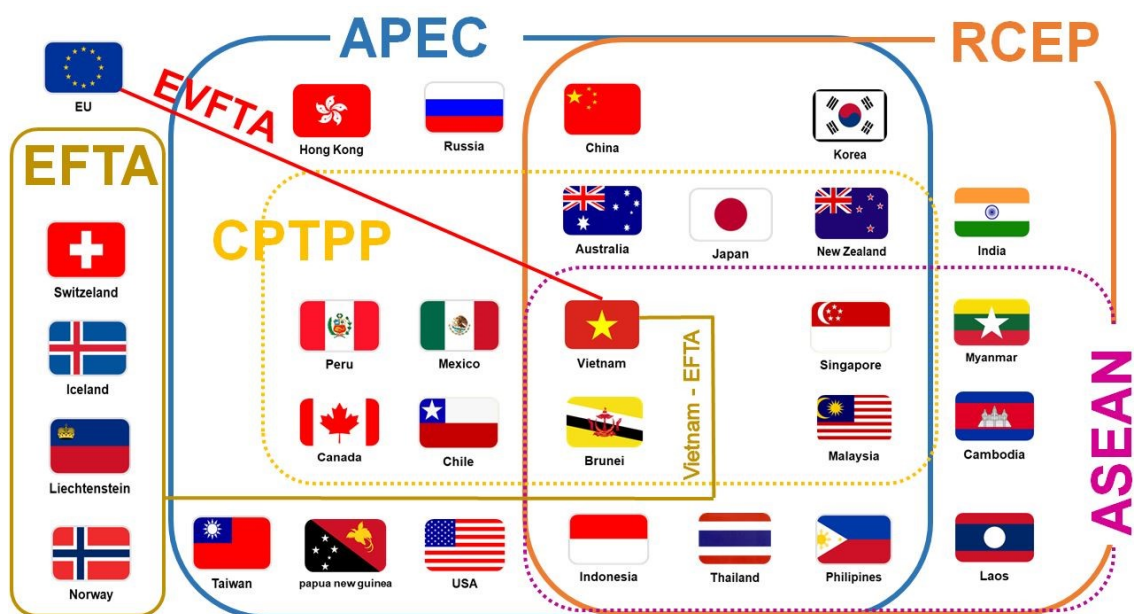 APEC
RCEP
EU
EVFTA
Hong Kong
Russia
China
Korea
EFTA
CPTPP
Australia
Japan
New Zealand
India
Switzeland
Iceland
Peru
Mexico
Vietnam
Singapore
Myanmar
Vietnam - EFTA
ASEAN
Liechtenstein
Canada
Chile
Brunei
Malaysia
Cambodia
Norway
Taiwan
papua new guinea
USA
Indonesia
Thailand
Philipines
Laos